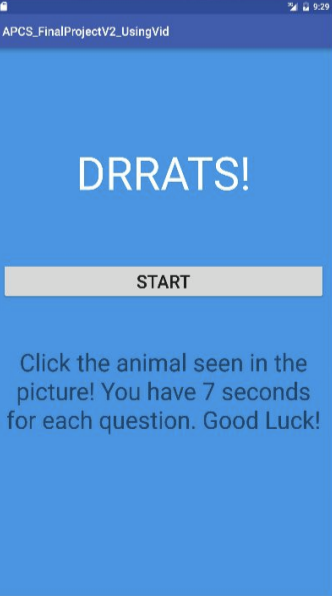 9:29
APCS_FinalProjectV2_UsingVid
DRRATS!
START
Click the animal seen in the
picture! You have 7 seconds
for each question. Good Luck!